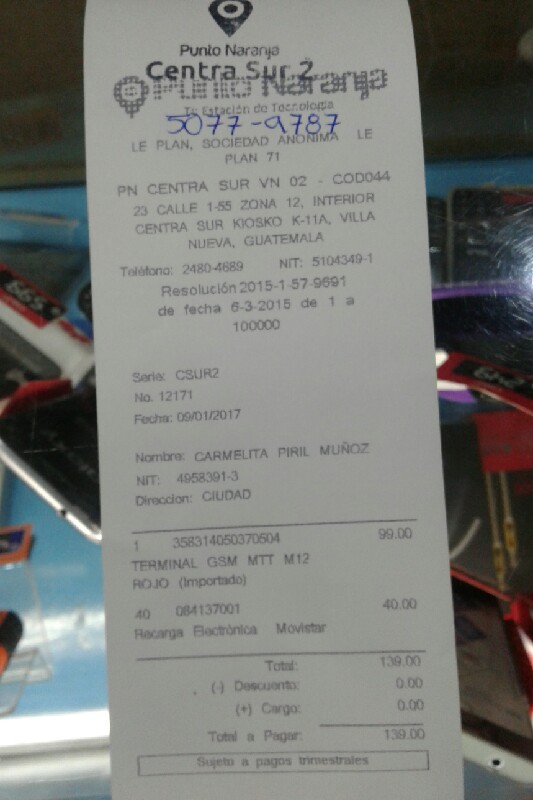 Punto Naranja
Centra Sur 2
Punto Naranja
Tu Estación de Tecnología
5077-9787
LE PLAN, SOCIEDAD ANONIMA LE
PLAN 71
PN CENTRA SUR VN 02 - COD044
23 CALLE 1-55 ZONA 12, INTERIOR
CENTRA SUR KIOSKO K-11A, VILLA
NUEVA, GUATEMALA
Teléfono: 2480-4689 NIT: 5104349-1
Resolución 2015-1-57-9691
de fecha 6-3-2015 de 1 a
100000
Serie: CSUR2
No. 12171
Fecha: 09/01/2017
Nombre: CARMELITA PIRIL MUÑOZ
NIT: 4958391-3
Direccion: CIUDAD
1 358314050370504 99.00
TERMINAL GSM MTT M12
ROJO (Importado)
40 084137001 40.00
Recarga Electrónica Movistar
Total: 139.00
(-) Descuento: 0.00
(+) Cargo: 0.00
Total a Pagar: 139.00
Sujeto a pagos trimestrales